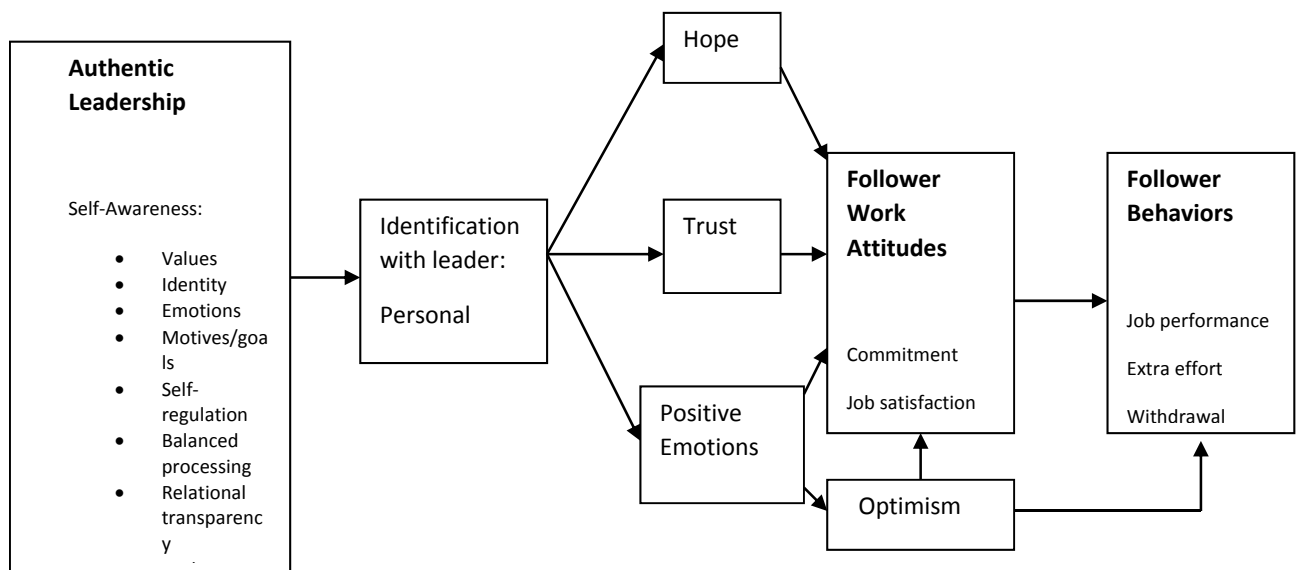 Authentic
Leadership
Self-Awareness:
• Values
• Identity
• Emotions
• Motives/goa
ls
• Self-
regulation
• Balanced
processing
• Relational
transparenc
y
Identification
with leader:
Personal
Hope
Trust
Positive
Emotions
Follower
Work
Attitudes
Commitment
Job satisfaction
Optimism
Follower
Behaviors
Job performance
Extra effort
Withdrawal